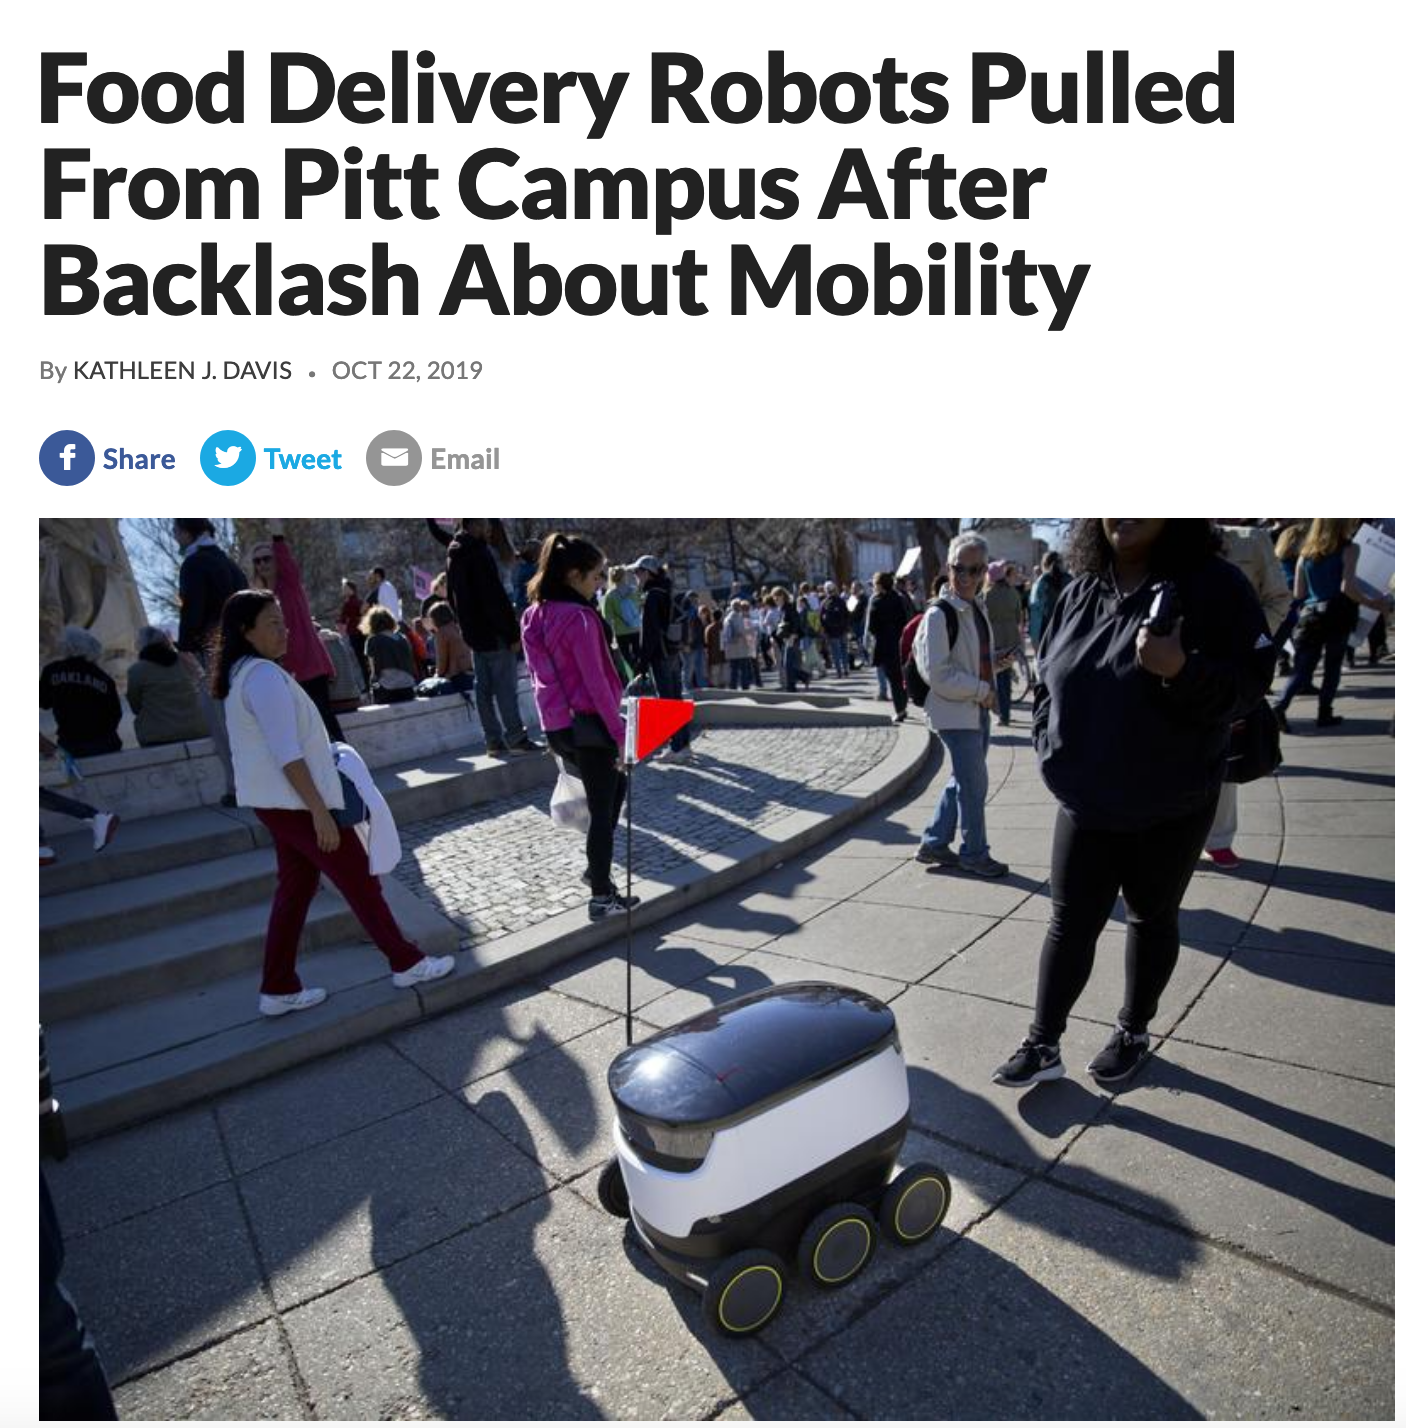 Food Delivery Robots Pulled
From Pitt Campus After
Backlash About Mobility
By KATHLEEN J. DAVIS • OCT 22, 2019
Share Tweet Email
OAKLAND